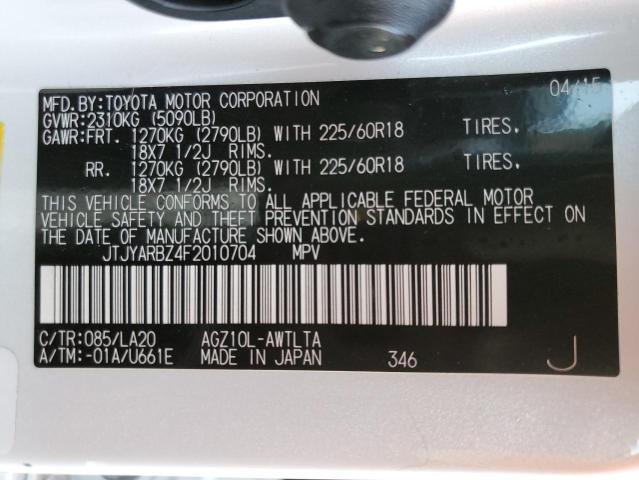 MFD.BY:TOYOTA MOTOR CORPORATION 04/15
GVWR:2310KG (5090LB)
GAWR:FRT. 1270KG (2790LB) WITH 225/60R18 TIRES.
18X7 1/2J RIMS.
RR. 1270KG (2790LB) WITH 225/60R18 TIRES.
18X7 1/2J RIMS.
THIS VEHICLE CONFORMS TO ALL APPLICABLE FEDERAL MOTOR
VEHICLE SAFETY AND THEFT PREVENTION STANDARDS IN EFFECT ON
THE DATE OF MANUFACTURE SHOWN ABOVE.
JTJYARBZ4F2010704 MPV
C/TR:085/LA20 AGZ10L-AWTLTA
A/TM:-01A/U661E MADE IN JAPAN 346 J